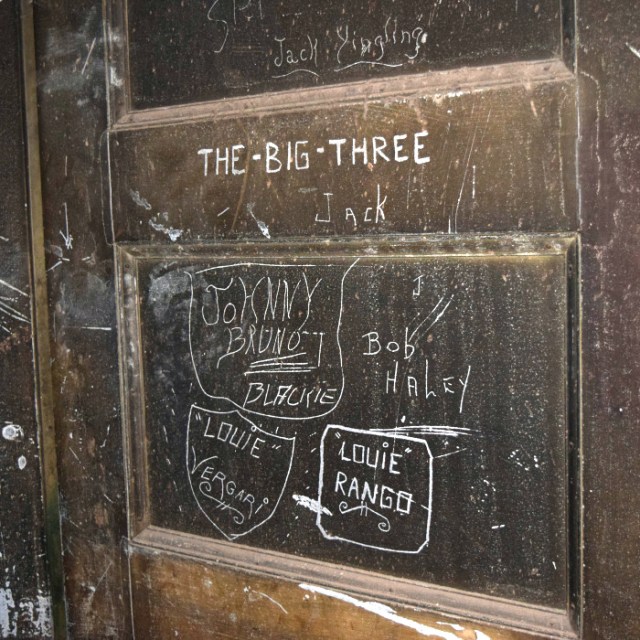 Jack Yingling
THE-BIG-THREE
Jack
J
JOHNNY
BRUNO
BLACKIE
Bob
HALEY
"LOUIE"
VERGARI
"LOUIE"
RANGO